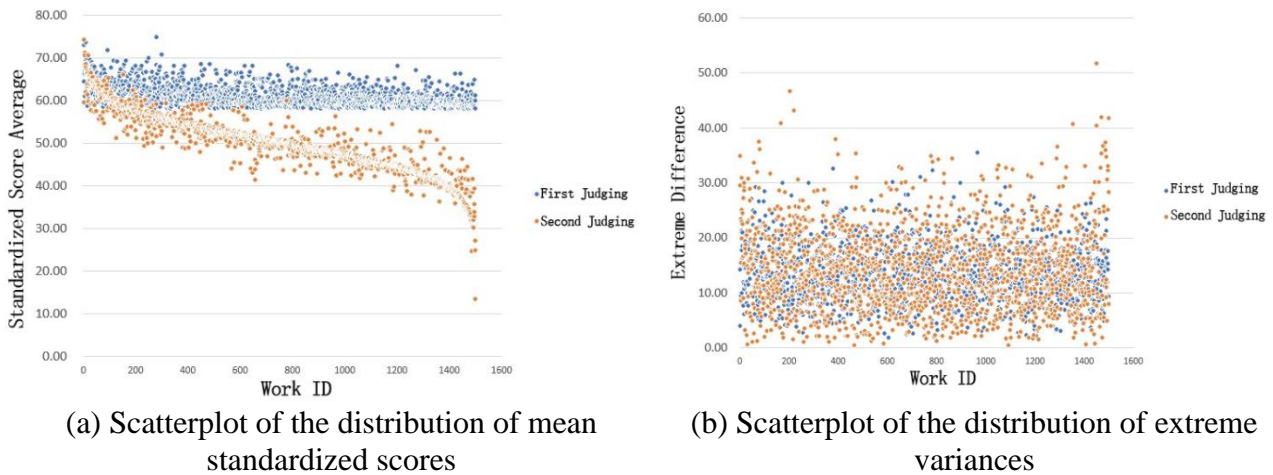 80.00
70.00
60.00
50.00
40.00
30.00
20.00
10.00
0.00
0
200
400
600
800
1000
1200
1400
1600
Standardized Score Average
Work ID
First Judging
Second Judging
(a) Scatterplot of the distribution of mean
standardized scores
60.00
50.00
40.00
30.00
20.00
10.00
0.00
0
200
400
600
800
1000
1200
1400
1600
Extreme Difference
Work ID
First Judging
Second Judging
(b) Scatterplot of the distribution of extreme
variances